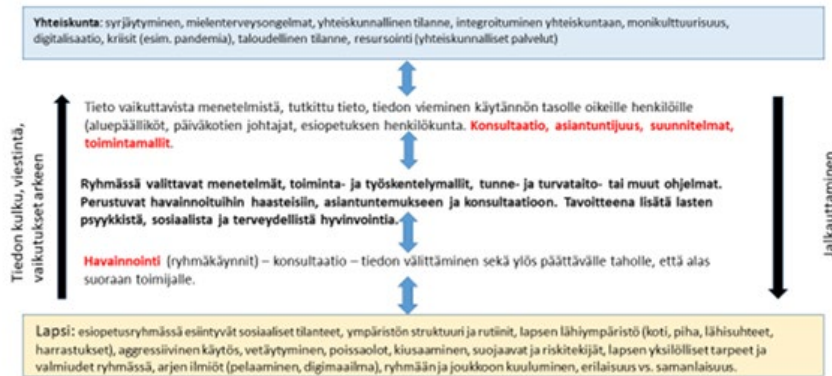 Yhteiskunta: syrjäytyminen, mielenterveysongelmat, yhteiskunnallinen tilanne, integroituminen yhteiskuntaan, monikulttuurisuus,
digitalisaatio, kriisit (esim. pandemia), taloudellinen tilanne, resursointi (yhteiskunnalliset palvelut)
Tiedon kulku, viestintä,
vaikutukset arkeen
Tieto vaikuttavista menetelmistä, tutkittu tieto, tiedon vieminen käytännön tasolle oikeille henkilöille
(aluepäälliköt, päiväkotien johtajat, esiopetuksen henkilökunta. Konsultaatio, asiantuntijuus, suunnitelmat,
toimintamallit.
Ryhmässä valittavat menetelmät, toiminta- ja työskentelymallit, tunne- ja turvataito- tai muut ohjelmat.
Perustuvat havainnoituihin haasteisiin, asiantuntemukseen ja konsultaatioon. Tavoitteena lisätä lasten
psyykkistä, sosiaalista ja terveydellistä hyvinvointia.
Havainnointi (ryhmäkäynnit) – konsultaatio – tiedon välittäminen sekä ylös päättävälle taholle, että alas
suoraan toimijalle.
Jalkauttaminen
Lapsi: esiopetusryhmässä esiintyvät sosiaaliset tilanteet, ympäristön struktuuri ja rutiinit, lapsen lähiympäristö (koti, piha, lähisuhteet,
harrastukset), aggressiivinen käytös, vetäytyminen, poissaolot, kiusaaminen, suojaavat ja riskitekijät, lapsen yksilölliset tarpeet ja
valmiudet ryhmässä, arjen ilmiöt (pelaaminen, digimaailma), ryhmään ja joukkoon kuuluminen, erilaisuus vs. samanlaisuus.